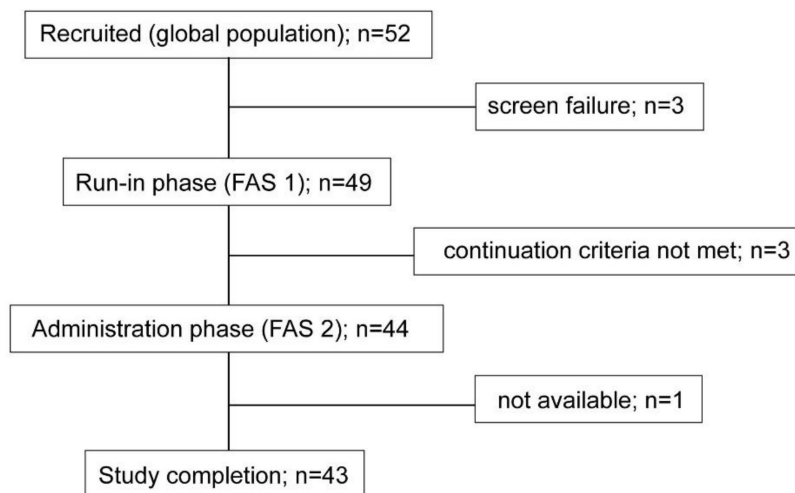 Recruited (global population); n=52
screen failure; n=3
Run-in phase (FAS 1); n=49
continuation criteria not met; n=3
Administration phase (FAS 2); n=44
not available; n=1
Study completion; n=43